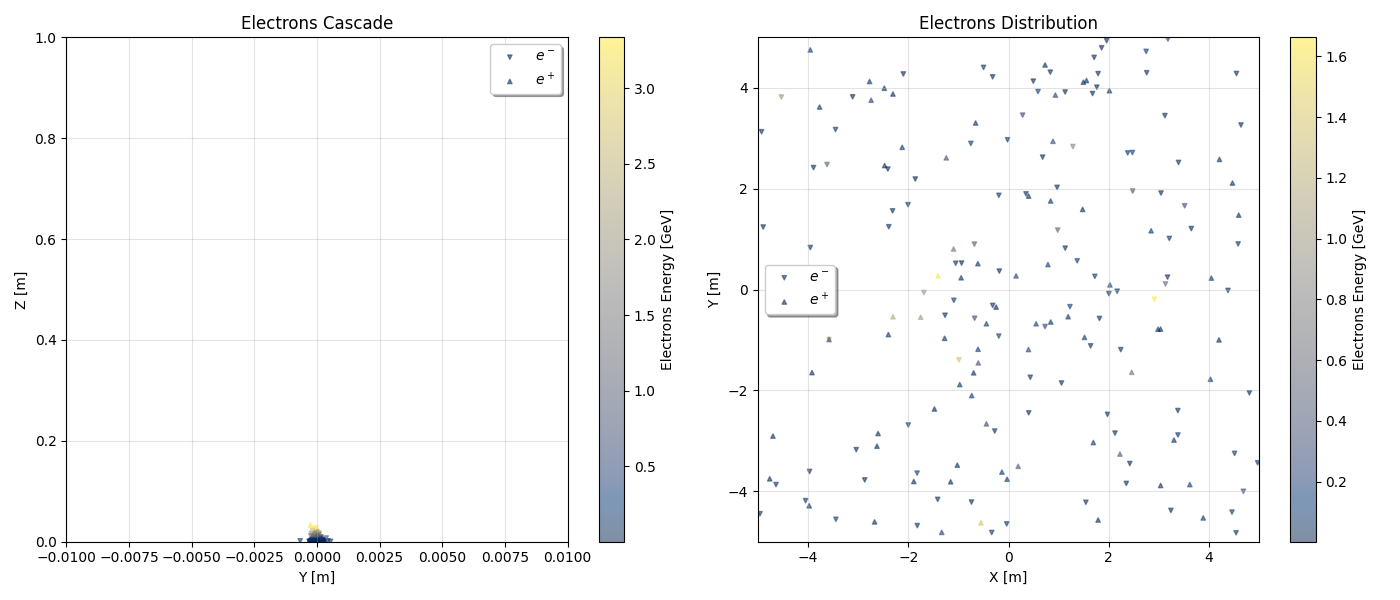 Electrons Cascade
1.0
0.8
0.6
0.4
0.2
0.0
Z [m]
−0.0100 −0.0075 −0.0050 −0.0025 0.0000 0.0025 0.0050 0.0075 0.0100
Y [m]
e⁻
e⁺
3.0
2.5
2.0
1.5
1.0
0.5
Electrons Energy [GeV]
Electrons Distribution
4
2
0
−2
−4
Y [m]
−4 −2 0 2 4
X [m]
e⁻
e⁺
1.6
1.4
1.2
1.0
0.8
0.6
0.4
0.2
Electrons Energy [GeV]